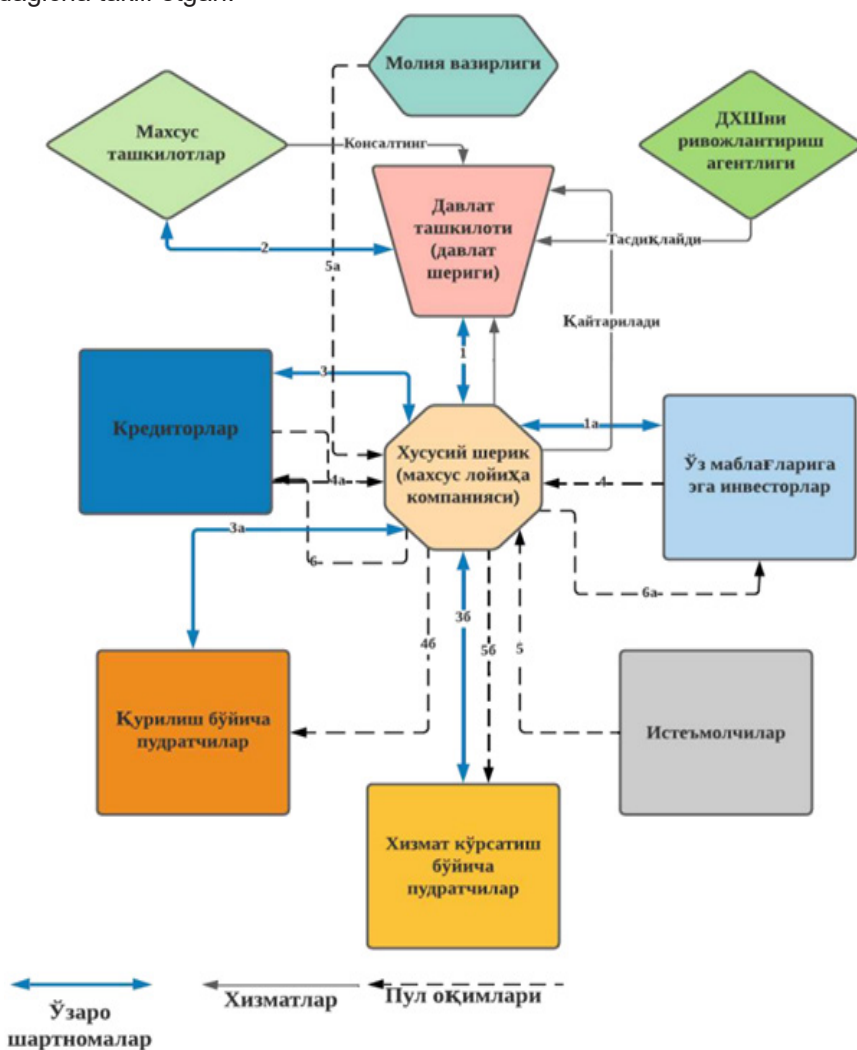 Молия вазирлиги
Махсус
ташкилотлар
ДХШни
ривожлантириш
агентлиги
Консалтинг
Давлат
ташкилоти
(давлат
шериги)
Тасдиқлайди
2
5а
Қайтарилади
1
3
1а
Кредиторлар
Хусусий шерик
(махсус лойиҳа
компанияси)
Ўз маблағларига
эга инвесторлар
4а
4
3а
6
6а
3б
4б
5б
5
Қурилиш бўйича
пудратчилар
Истеъмолчилар
Хизмат кўрсатиш
бўйича
пудратчилар
Ўзаро
шартномалар
Хизматлар
Пул оқимлари